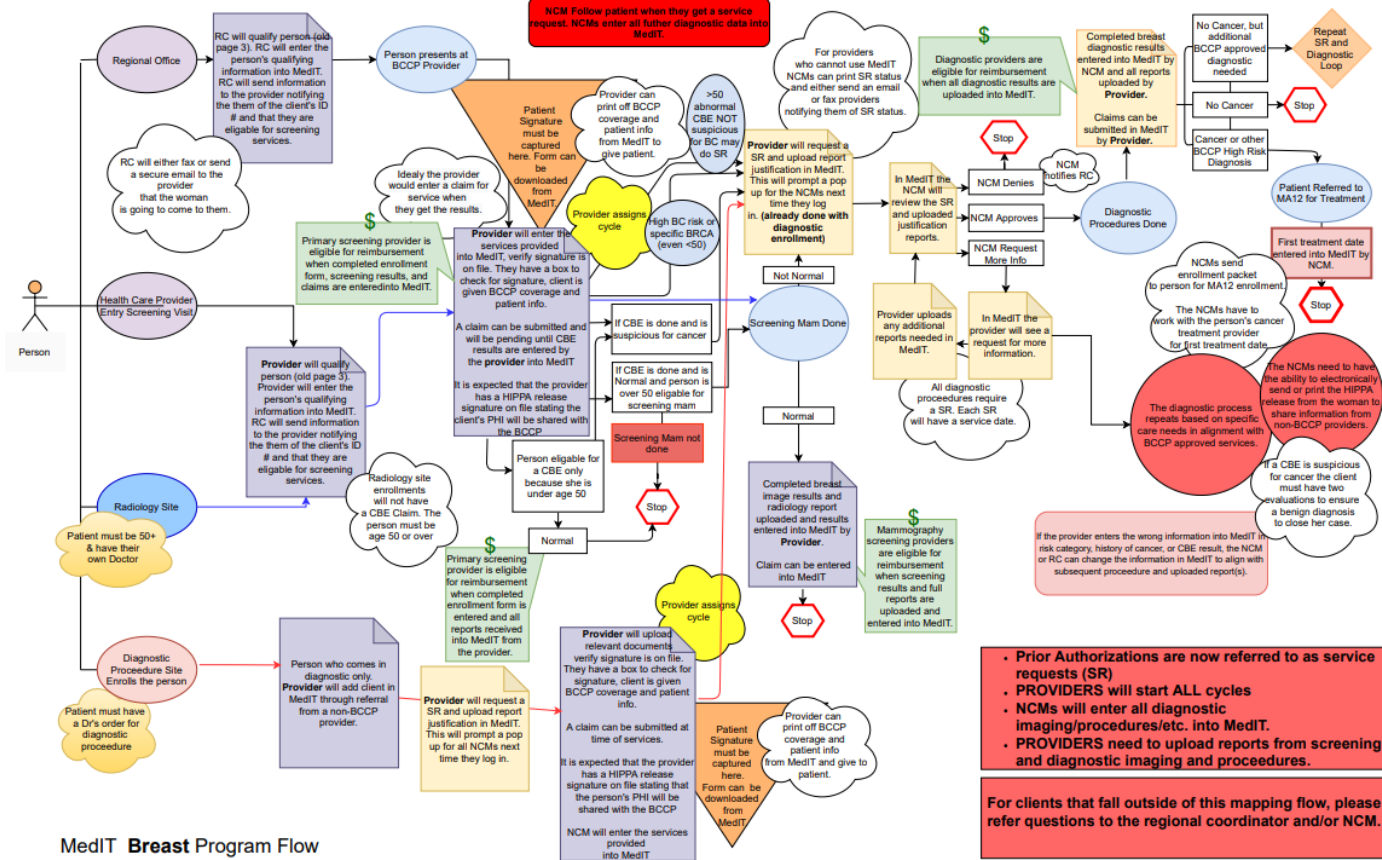 NCM Follow patient when they get a service
request. NCMs enter all futher diagnostic data into
MedIT.
Regional Office
RC will qualify person (old
page 3). RC will enter the
person's qualifying
information into MedIT.
RC will send information
to the provider notifying
the them of the client's ID
# and that they are
eligible for screening
services.
Person presents at
BCCP Provider
Patient
Signature
must be
captured
here. Form can
be
downloaded
from
MedIT.
Provider can
print off BCCP
coverage and
patient info
from MedIT to
give patient.
>50
abnormal
CBE NOT
suspicious
for BC may
do SR
For providers
who cannot use MedIT
NCMs can print SR status
and either send an email
or fax providers
notifying them of SR status.
$
Diagnostic providers are
eligible for reimbursement
when all diagnostic results are
uploaded into MedIT.
Completed breast
diagnostic results
entered into MedIT by
NCM and all reports
uploaded by
Provider.
Claims can be
submitted in MedIT
by Provider.
No Cancer, but
additional
BCCP approved
diagnostic
needed
Repeat
SR and
Diagnostic
Loop
No Cancer
Stop
Cancer or other
BCCP High Risk
Diagnosis
RC will either fax or send
a secure email to the
provider
that the woman
is going to come to them.
Idealy the provider
would enter a claim for
service when
they get the results.
Provider assigns
cycle
High BC risk or
specific BRCA
(even <50)
Provider will request a
SR and upload report
justification in MedIT.
This will prompt a pop
up for the NCMs next
time they log
in. (already done with
diagnostic
enrollment)
In MedIT the
NCM will
review the SR
and uploaded
justification
reports.
Stop
NCM Denies
NCM
notifies RC
NCM Approves
NCM Request
More Info
Diagnostic
Procedures Done
Patient Referred to
MA12 for Treatment
First treatment date
entered into MedIT by
NCM.
Stop
$
Primary screening provider is
eligible for reimbursement
when completed enrollment
form, screening results, and
claims are enteredinto MedIT.
Provider will enter the
services provided
into MedIT, verify signature is
on file. They have a box to
check for signature, client is
given BCCP coverage and
patient info.
A claim can be submitted and
will be pending until CBE
results are entered by
the provider into MedIT
It is expected that the provider
has a HIPPA release
signature on file stating the
client's PHI will be
shared with the BCCP
Not Normal
Screening Mam Done
Normal
NCMs send
enrollment packet
to person for MA12 enrollment.
The NCMs have to
work with the person's cancer
treatment provider
for first treatment date
Person
Health Care Provider
Entry Screening Visit
Provider will qualify
person (old page 3).
Provider will enter the
person's qualifying
information into MedIT.
RC will send information
to the provider notifying
the them of the client's ID
# and that they are
eligible for screening
services.
If CBE is done and is
suspicious for cancer
If CBE is done and is
Normal and person is
over 50 eligible for
screening mam
Screening Mam not
done
Stop
Provider uploads
any additional
reports needed in
MedIT.
In MedIT the
provider will see a
request for more
information.
All diagnostic
proceedures require
a SR. Each SR
will have a service date.
The diagnostic process
repeats based on specific
care needs in alignment with
BCCP approved services.
The NCMs need to have
the ability to electronically
send or print the HIPPA
release from the woman to
share information from
non-BCCP providers.
If a CBE is suspicious
for cancer the client
must have two
evaluations to ensure
a benign diagnosis
to close her case.
Person eligible for
a CBE only
because she is
under age 50
Normal
Radiology Site
Patient must be 50+
& have their
own Doctor
Radiology site
enrollments
will not have
a CBE Claim. The
person must be
age 50 or over
$
Primary screening
provider is eligible
for reimbursement
when completed
enrollment form is
entered and all
reports received
into MedIT from
the provider.
Completed breast
image results and
radiology report
uploaded and results
entered into MedIT by
Provider.
Claim can be entered
into MedIT
Stop
$
Mammography
screening providers
are eligible for
reimbursement
when screening
results and full
reports are
uploaded and
entered into MedIT.
If the provider enters the wrong information into MedIT in
risk category, history of cancer, or CBE result, the NCM
or RC can change the information in MedIT to align with
subsequent proceedure and uploaded report(s).
Diagnostic
Proceedure Site
Enrolls the person
Patient must have
a Dr's order for
diagnostic
proceedure
Person who comes in
diagnostic only.
Provider will add client in
MedIT through referral
from a non-BCCP
provider.
Provider will request a
SR and upload report
justification in MedIT.
This will prompt a pop
up for all NCMs next
time they log in.
Provider assigns
cycle
Provider will upload
relevant documents
verify signature is on file.
They have a box to check for
signature, client is given
BCCP coverage and patient
info.
A claim can be submitted at
time of services.
It is expected that the provider
has a HIPPA release
signature on file stating that
the person's PHI will be
shared with the BCCP
NCM will enter the services
provided
into MedIT
Patient
Signature
must be
captured
here.
Form can be
downloaded
from
MedIT
Provider can
print off BCCP
coverage and
patient info
from MedIT and give to
patient.
• Prior Authorizations are now referred to as service
requests (SR)
• PROVIDERS will start ALL cycles
• NCMs will enter all diagnostic
imaging/procedures/etc. into MedIT.
• PROVIDERS need to upload reports from screening
and diagnostic imaging and proceedures.
For clients that fall outside of this mapping flow, please
refer questions to the regional coordinator and/or NCM.
MedIT Breast Program Flow